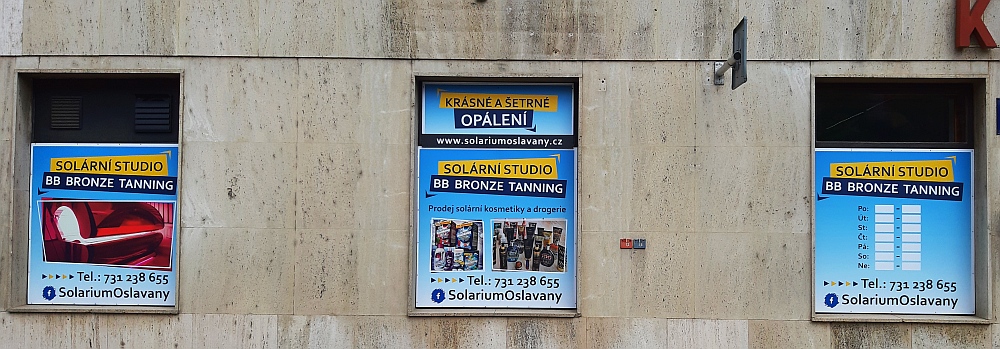 K
SOLÁRNÍ STUDIO
BB BRONZE TANNING
Tel.: 731 238 655
SolariumOslavany
KRÁSNÉ A ŠETRNÉ
OPÁLENÍ
www.solariumoslavany.cz
SOLÁRNÍ STUDIO
BB BRONZE TANNING
Prodej solární kosmetiky a drogerie
Tel.: 731 238 655
SolariumOslavany
SOLÁRNÍ STUDIO
BB BRONZE TANNING
Po: -
Út: -
St: -
Čt: -
Pá: -
So: -
Ne: -
Tel.: 731 238 655
SolariumOslavany